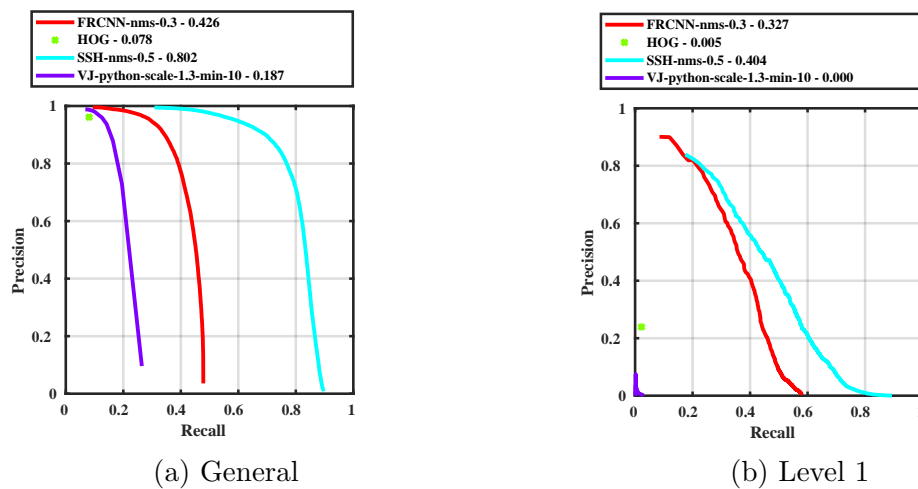 FRCNN-nms-0.3 - 0.426
HOG - 0.078
SSH-nms-0.5 - 0.802
VJ-python-scale-1.3-min-10 - 0.187
1
0.8
0.6
0.4
0.2
0
Precision
0 0.2 0.4 0.6 0.8 1
Recall
(a) General
FRCNN-nms-0.3 - 0.327
HOG - 0.005
SSH-nms-0.5 - 0.404
VJ-python-scale-1.3-min-10 - 0.000
1
0.8
0.6
0.4
0.2
0
Precision
0 0.2 0.4 0.6 0.8
Recall
(b) Level 1